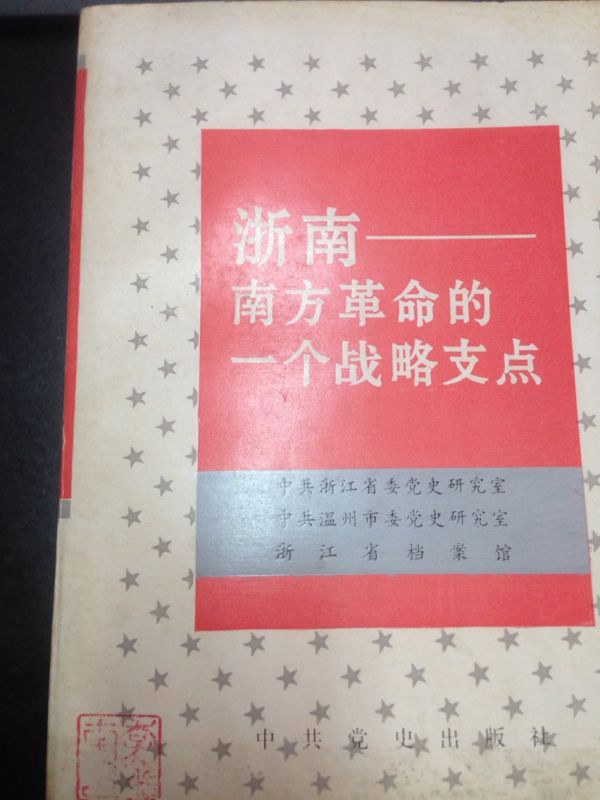 浙南——
南方革命的
一个战略支点
中共浙江省委党史研究室
中共温州市委党史研究室
浙江省档案馆
中共党史出版社